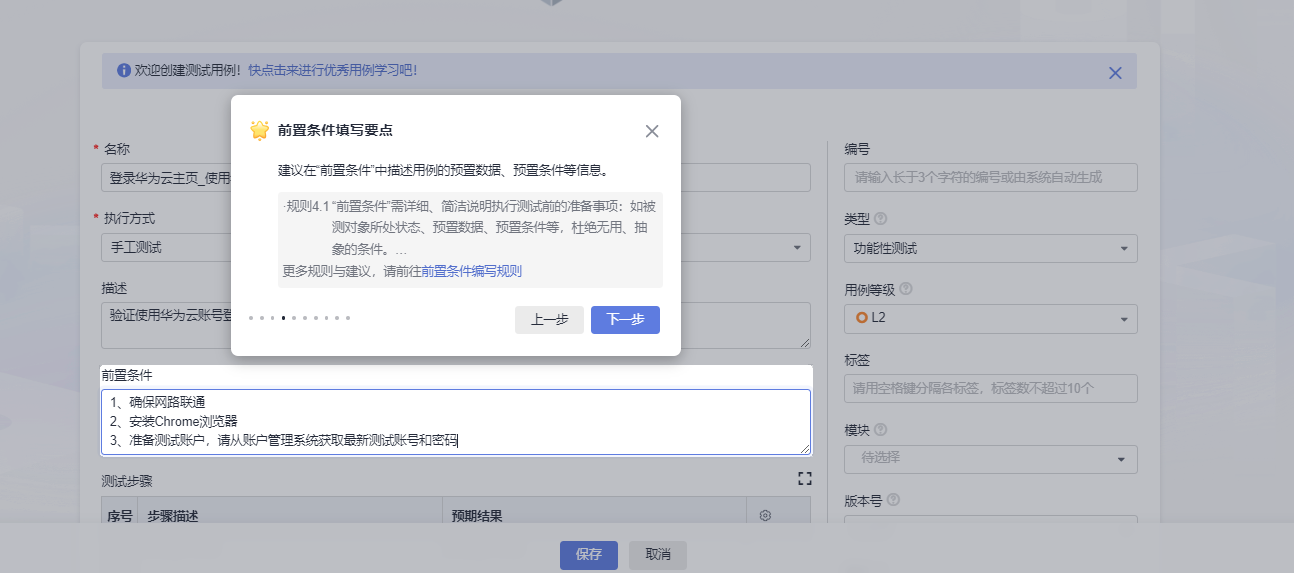 欢迎创建测试用例！ 快点击来进行优秀用例学习吧！
前置条件填写要点
建议在“前置条件”中描述用例的预置数据、预置条件等信息。
·规则4.1 “前置条件”需详细、简洁说明执行测试前的准备事项：如被
测对象所处状态、预置数据、预置条件等，杜绝无用、抽
象的条件。...
更多规则与建议，请前往前置条件编写规则
上一步
下一步
* 名称
登录华为云主页_使用
* 执行方式
手工测试
描述
验证使用华为云账号登
前置条件
1、确保网路联通
2、安装Chrome浏览器
3、准备测试账户，请从账户管理系统获取最新测试账号和密码
测试步骤
序号 步骤描述 预期结果
编号
请输入长于3个字符的编号或由系统自动生成
类型
功能性测试
用例等级
L2
标签
请用空格键分隔各标签，标签数不超过10个
模块
待选择
版本号
保存
取消